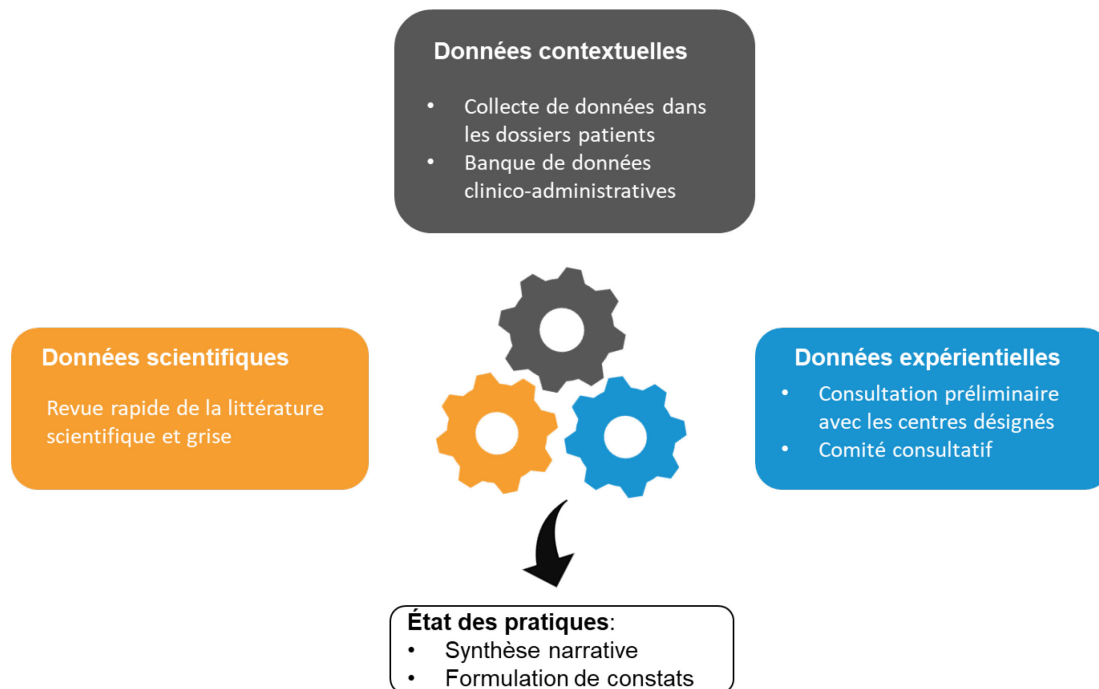 Données contextuelles
• Collecte de données dans
les dossiers patients
• Banque de données
clinico-administratives
Données scientifiques
Revue rapide de la littérature
scientifique et grise
Données expérientielles
• Consultation préliminaire
avec les centres désignés
• Comité consultatif
État des pratiques:
• Synthèse narrative
• Formulation de constats